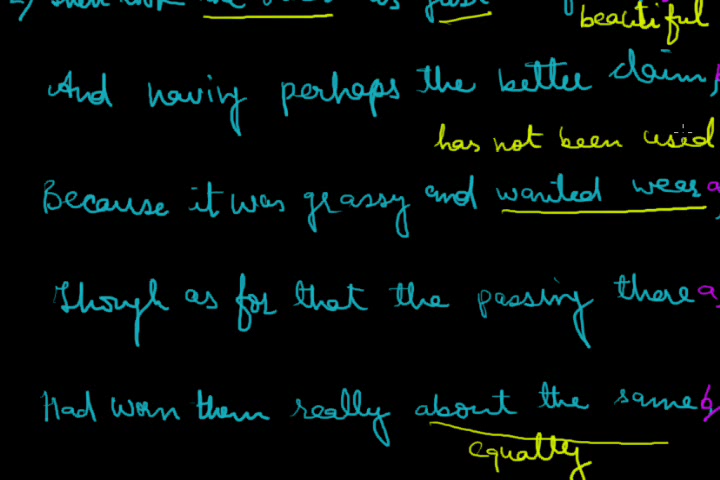 beautiful
And having perhaps the better claim,
has not been used
Because it was grassy and wanted wear a
Though as for that the passing there a
Had worn them really about the same b
equally